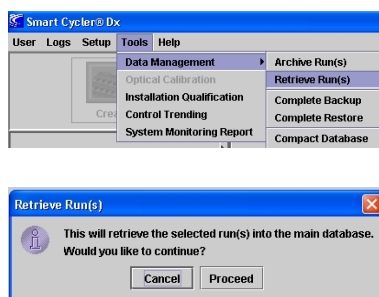 Smart Cycler® Dx
User Logs Setup Tools Help
Data Management
Archive Run(s)
Optical Calibration
Retrieve Run(s)
Installation Qualification
Complete Backup
Control Trending
Complete Restore
System Monitoring Report
Compact Database
Crea
Retrieve Run(s)
This will retrieve the selected run(s) into the main database.
Would you like to continue?
Cancel Proceed